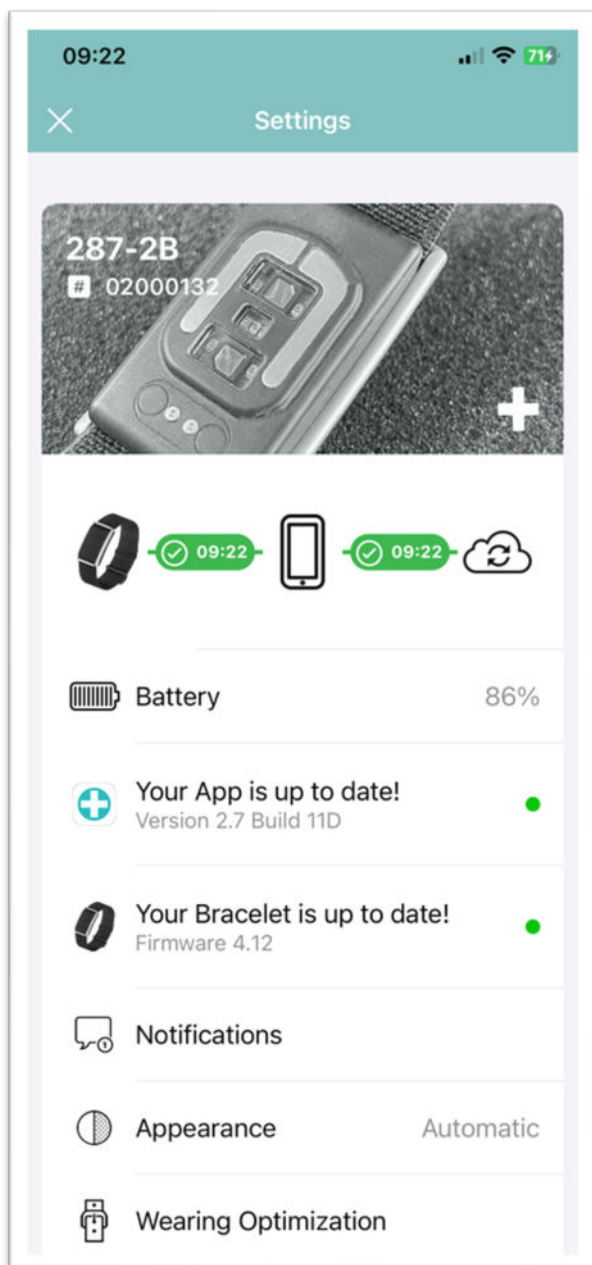 09:22
71
Settings
287-2B
# 02000132
09:22
09:22
Battery
86%
Your App is up to date!
Version 2.7 Build 11D
Your Bracelet is up to date!
Firmware 4.12
Notifications
Appearance
Automatic
Wearing Optimization